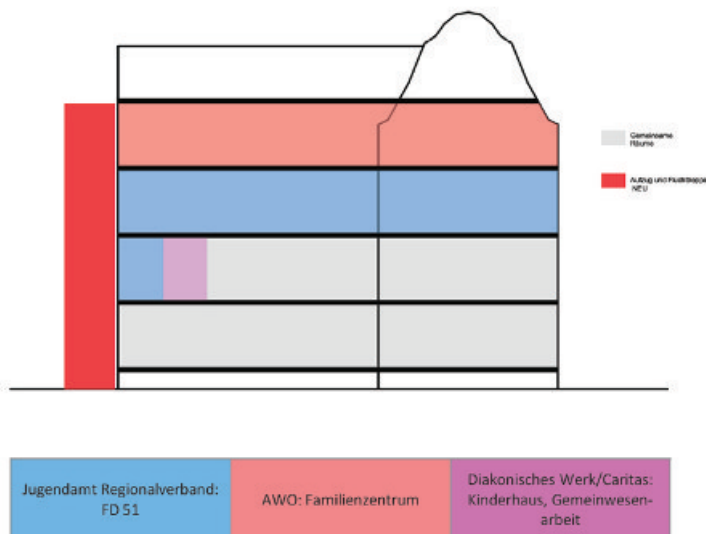 Gemeinsame
Räume
Aufzug und Fluchttreppe
NEU
Jugendamt Regionalverband:
FD 51
AWO: Familienzentrum
Diakonisches Werk/Caritas:
Kinderhaus, Gemeinwesen-
arbeit